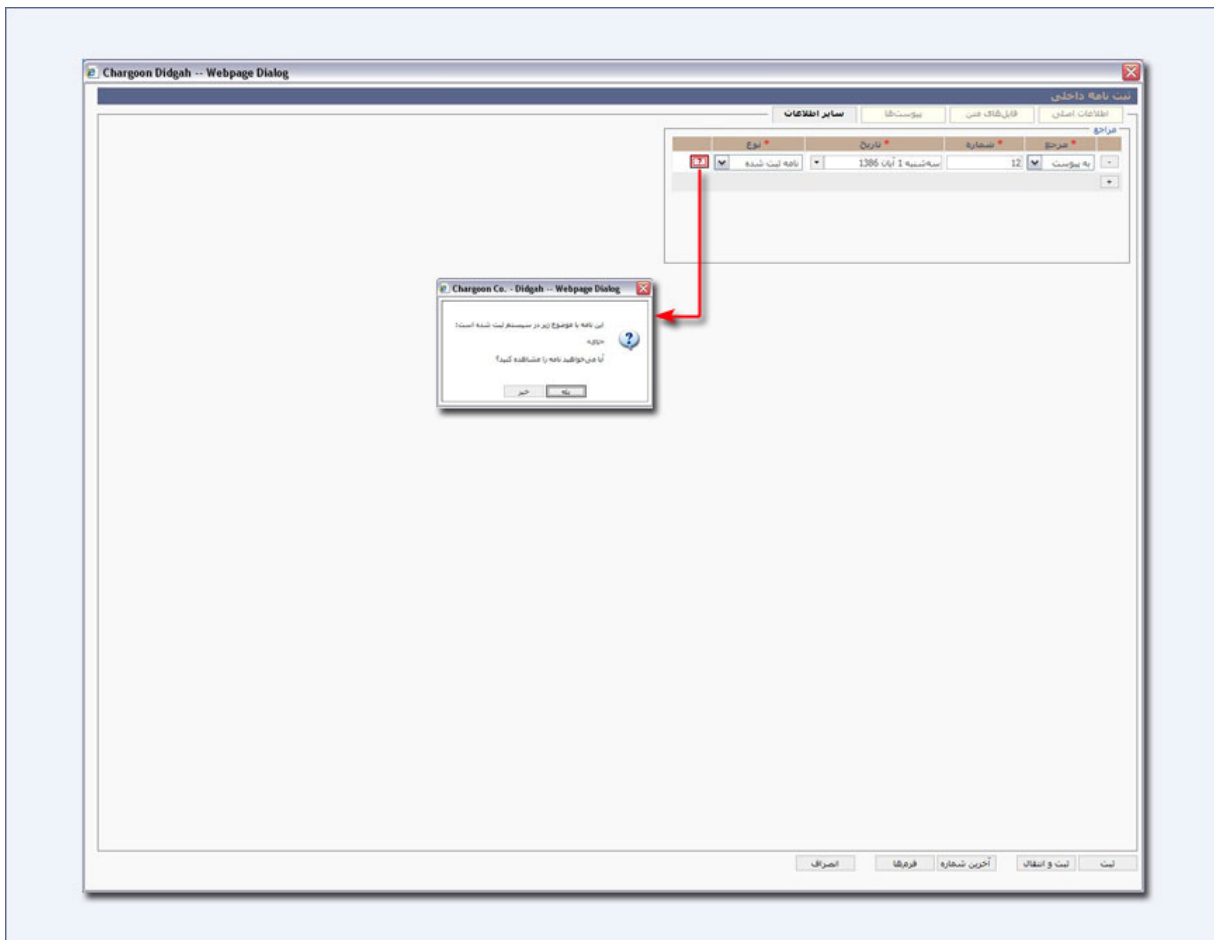 Chargoon Didgah -- Webpage Dialog
ثبت نامه داخلی
اطلاعات اصلی فایل‌های متن پیوست‌ها سایر اطلاعات
مراجع
* مرجع * شماره * تاریخ * نوع
- به پیوست 12 سه‌شنبه 1 آبان 1386 نامه ثبت شده ?
+
Chargoon Co. - Didgah -- Webpage Dialog
این نامه با موضوع زیر در سیستم ثبت شده است:
آیا می‌خواهید نامه را مشاهده کنید؟
بله خیر
ثبت ثبت و انتقال آخرین شماره فرم‌ها انصراف